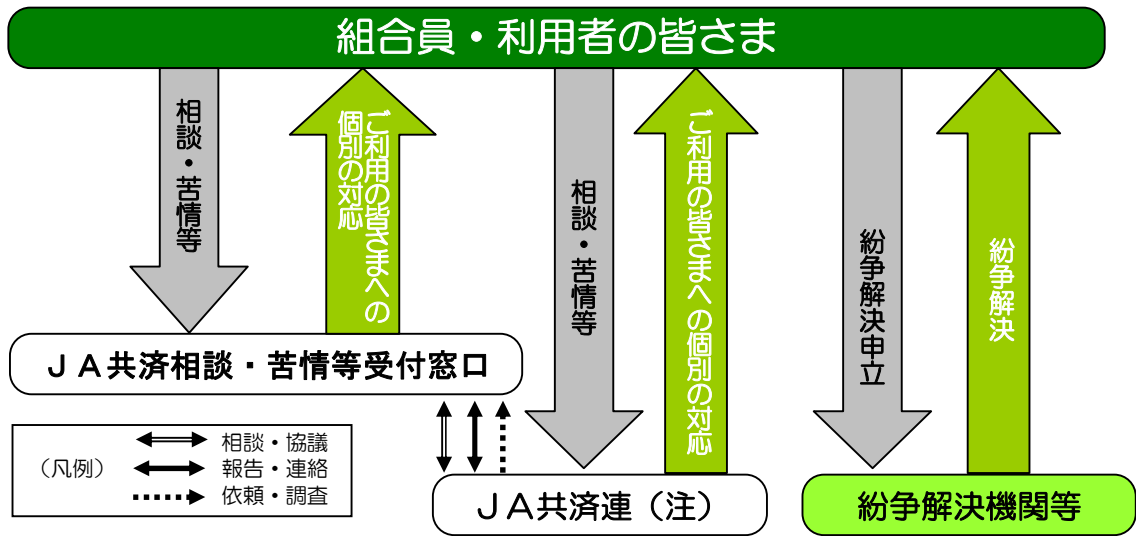 組合員・利用者の皆さま
相談・苦情等
ご利用の皆さまへの
個別の対応
相談・苦情等
ご利用の皆さまへの個別の対応
紛争解決申立
紛争解決
JA共済相談・苦情等受付窓口
(凡例)
相談・協議
報告・連絡
依頼・調査
JA共済連(注)
紛争解決機関等